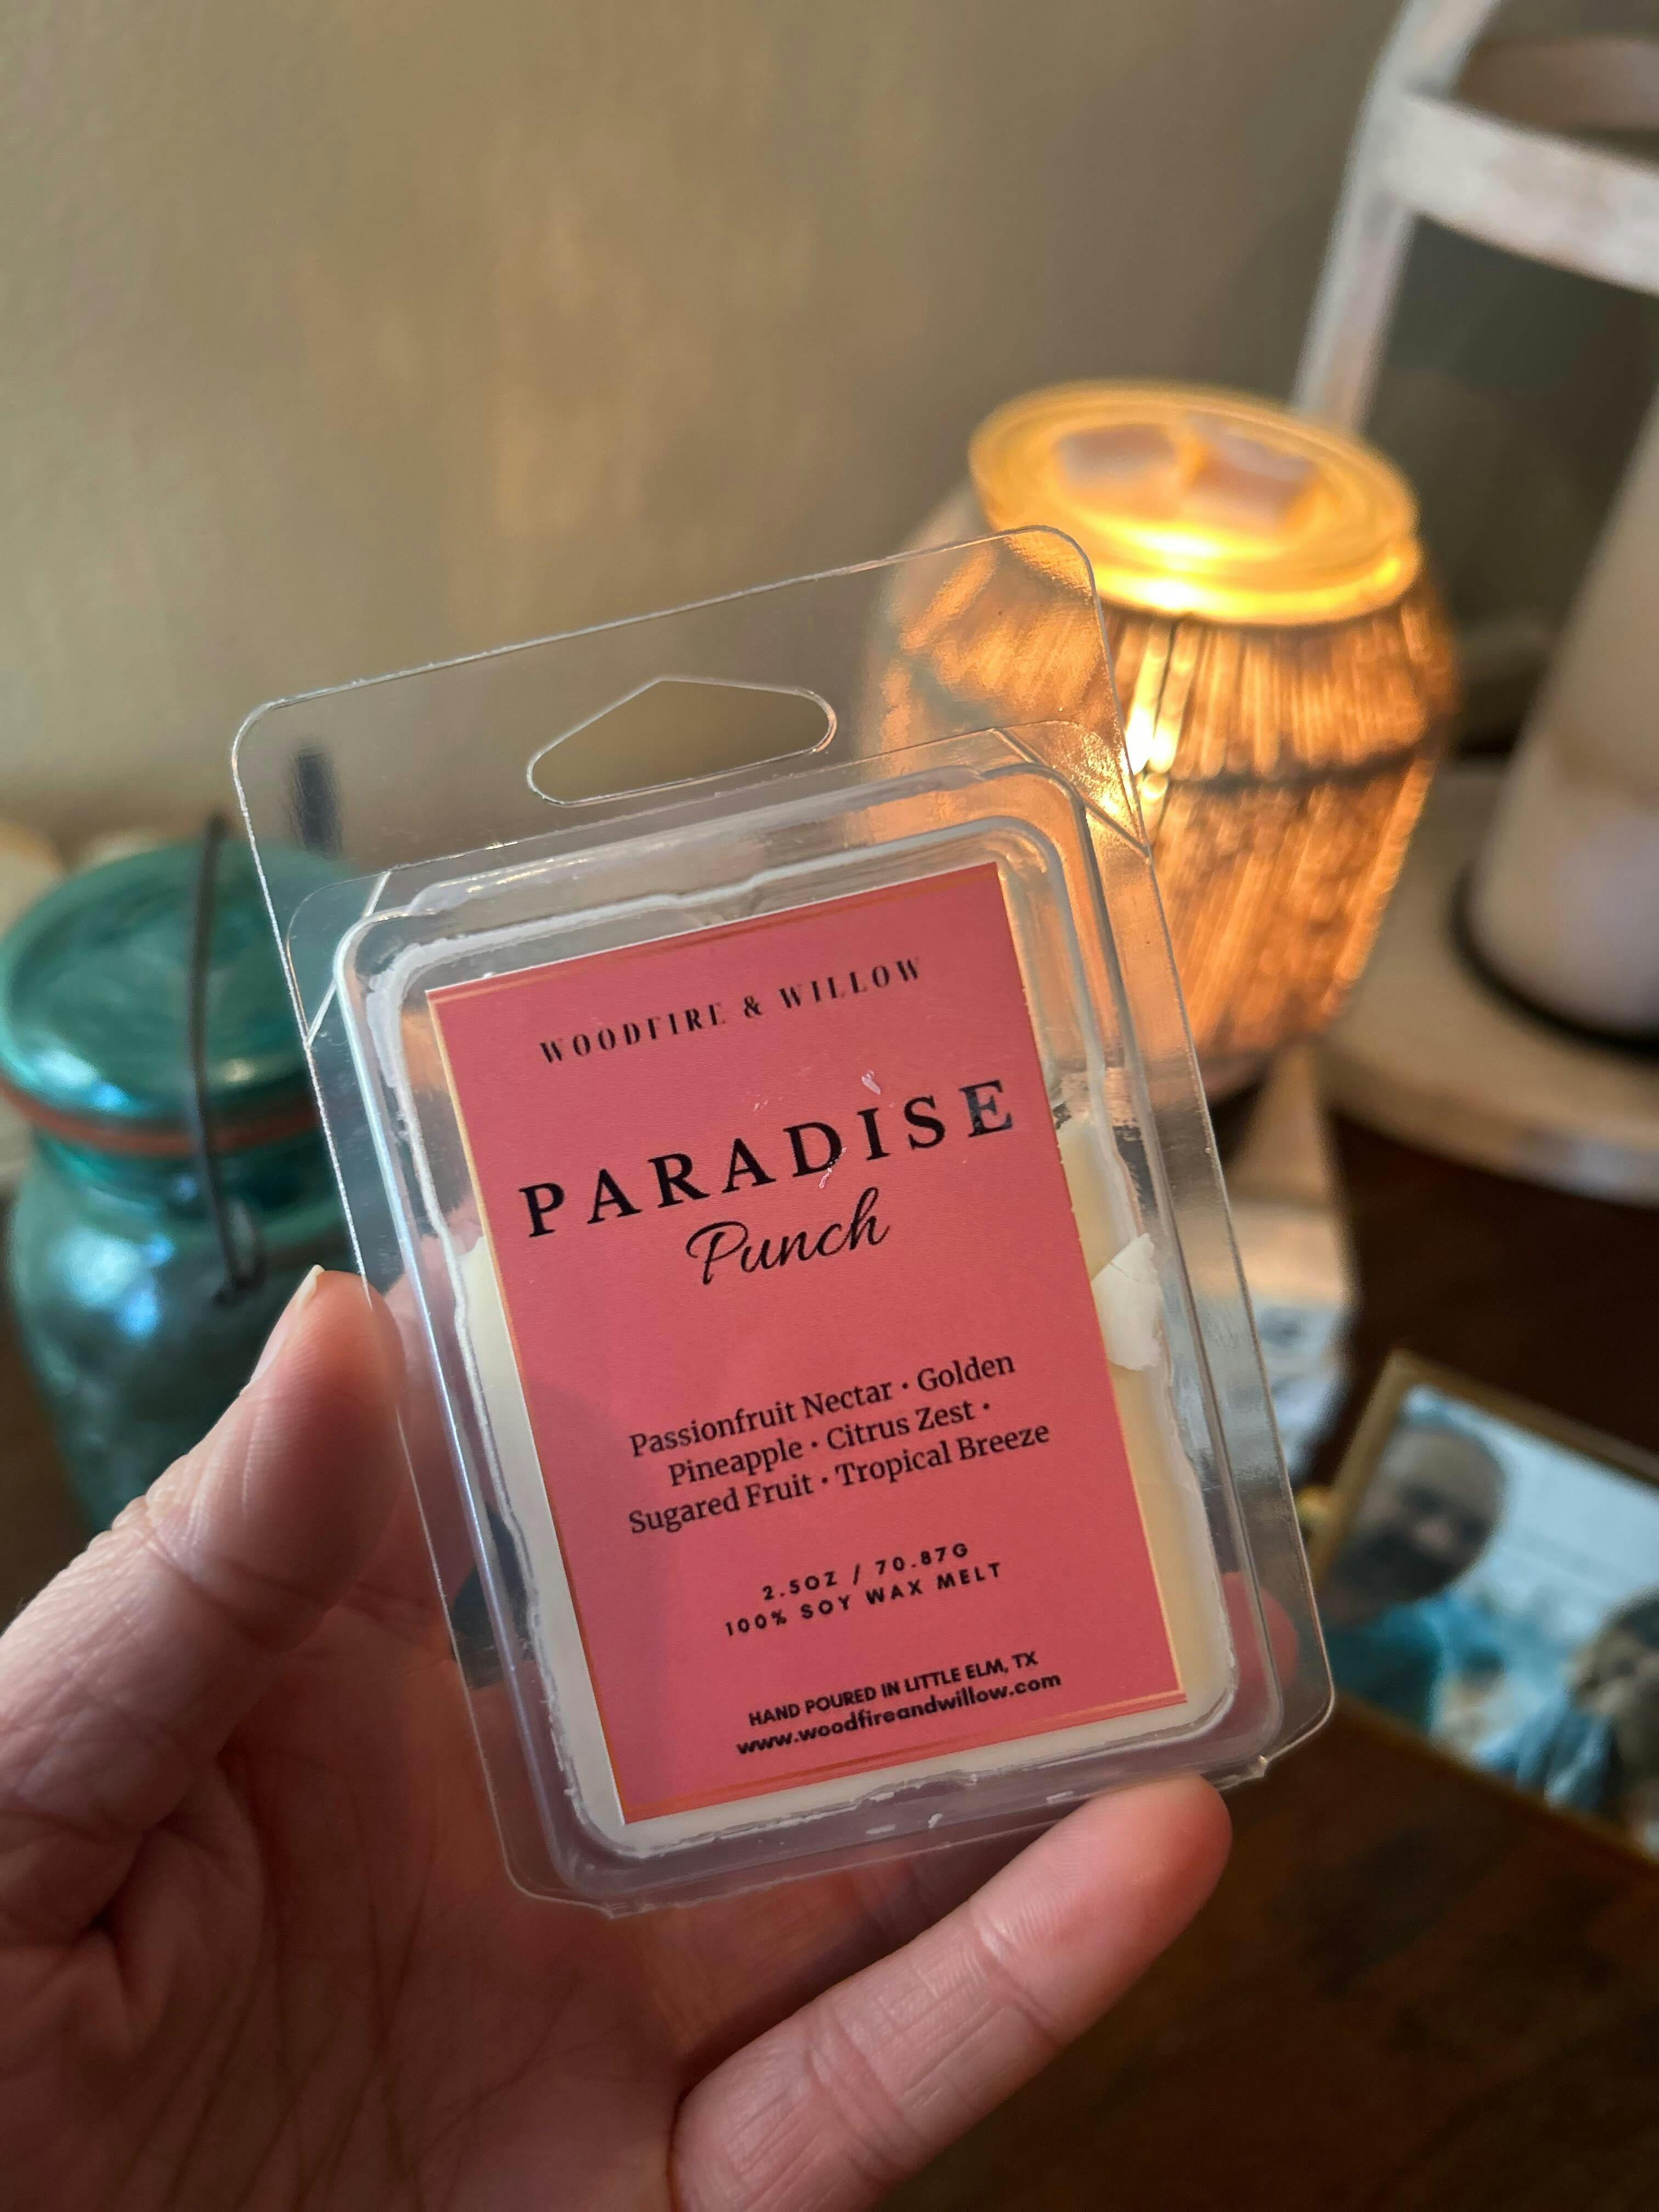 WOODFIRE & WILLOW
PARADISE
Punch
Passionfruit Nectar • Golden
Pineapple • Citrus Zest •
Sugared Fruit • Tropical Breeze
2.5OZ / 70.87G
100% SOY WAX MELT
HAND POURED IN LITTLE ELM, TX
www.woodfireandwillow.com